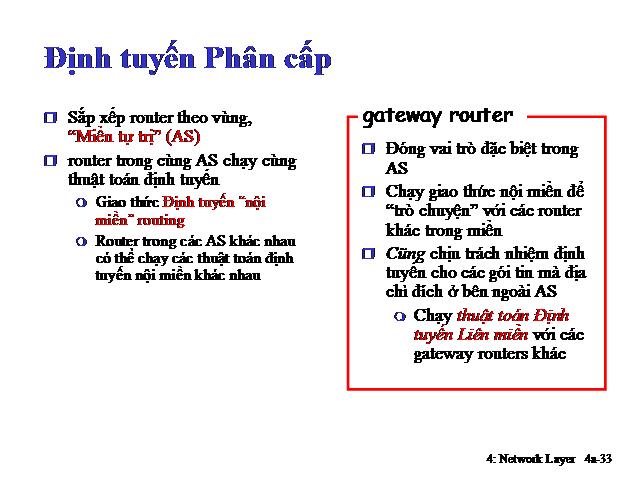 Định tuyến Phân cấp
Sắp xếp router theo vùng,
“Miền tự trị” (AS)
router trong cùng AS chạy cùng
thuật toán định tuyến
Giao thức Định tuyến “nội
miền” routing
Router trong các AS khác nhau
có thể chạy các thuật toán định
tuyến nội miền khác nhau
gateway router
Đóng vai trò đặc biệt trong
AS
Chạy giao thức nội miền để
“trò chuyện” với các router
khác trong miền
Cũng chịu trách nhiệm định
tuyên cho các gói tin mà địa
chỉ đích ở bên ngoài AS
Chạy thuật toán Định
tuyến Liên miền với các
gateway routers khác
4: Network Layer 4a-33